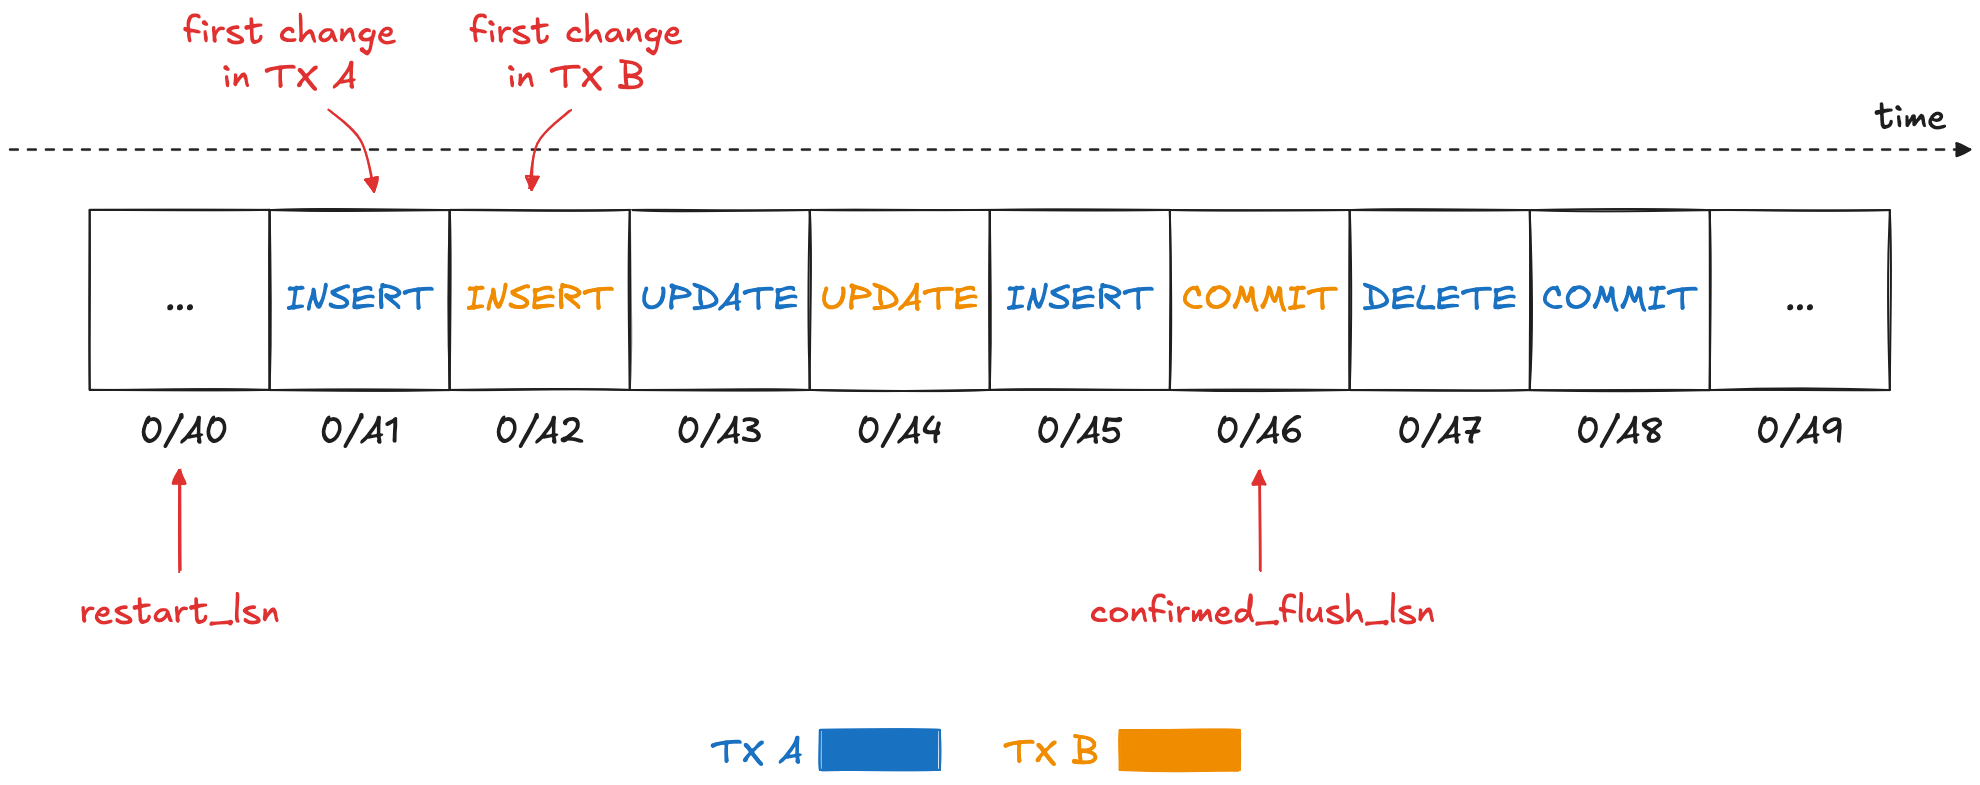 first change
in TX A
first change
in TX B
time
... INSERT INSERT UPDATE UPDATE INSERT COMMIT DELETE COMMIT ...
0/A0 0/A1 0/A2 0/A3 0/A4 0/A5 0/A6 0/A7 0/A8 0/A9
restart_lsn
confirmed_flush_lsn
TX A
TX B